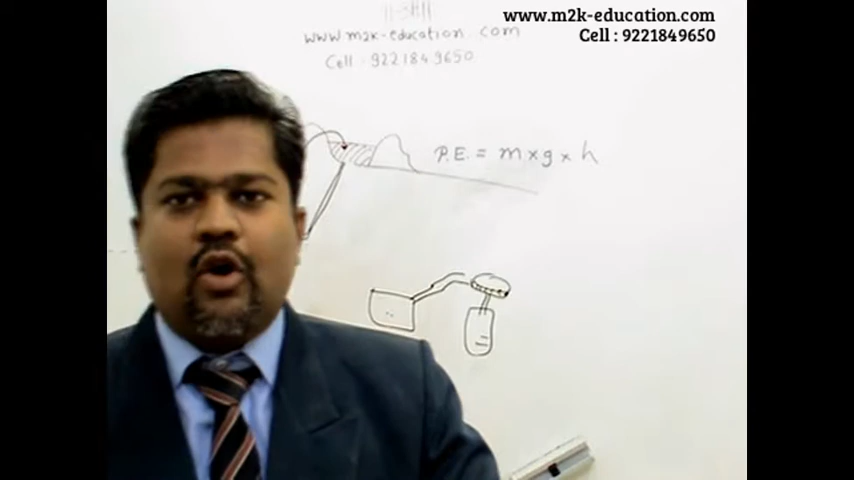 www.m2k-education.com
Cell : 9221849650
www.m2k-education.com
Cell - 9221849650
P.E. = m × g × h